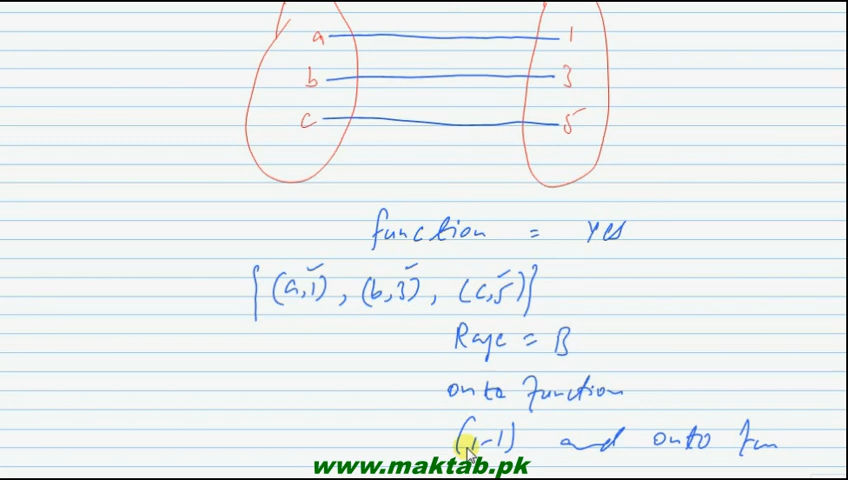 a 1
b 3
c 5
function = yes
{(a,1), (b,3), (c,5)}
Range = B
onto function
(1-1) and onto fun
www.maktab.pk